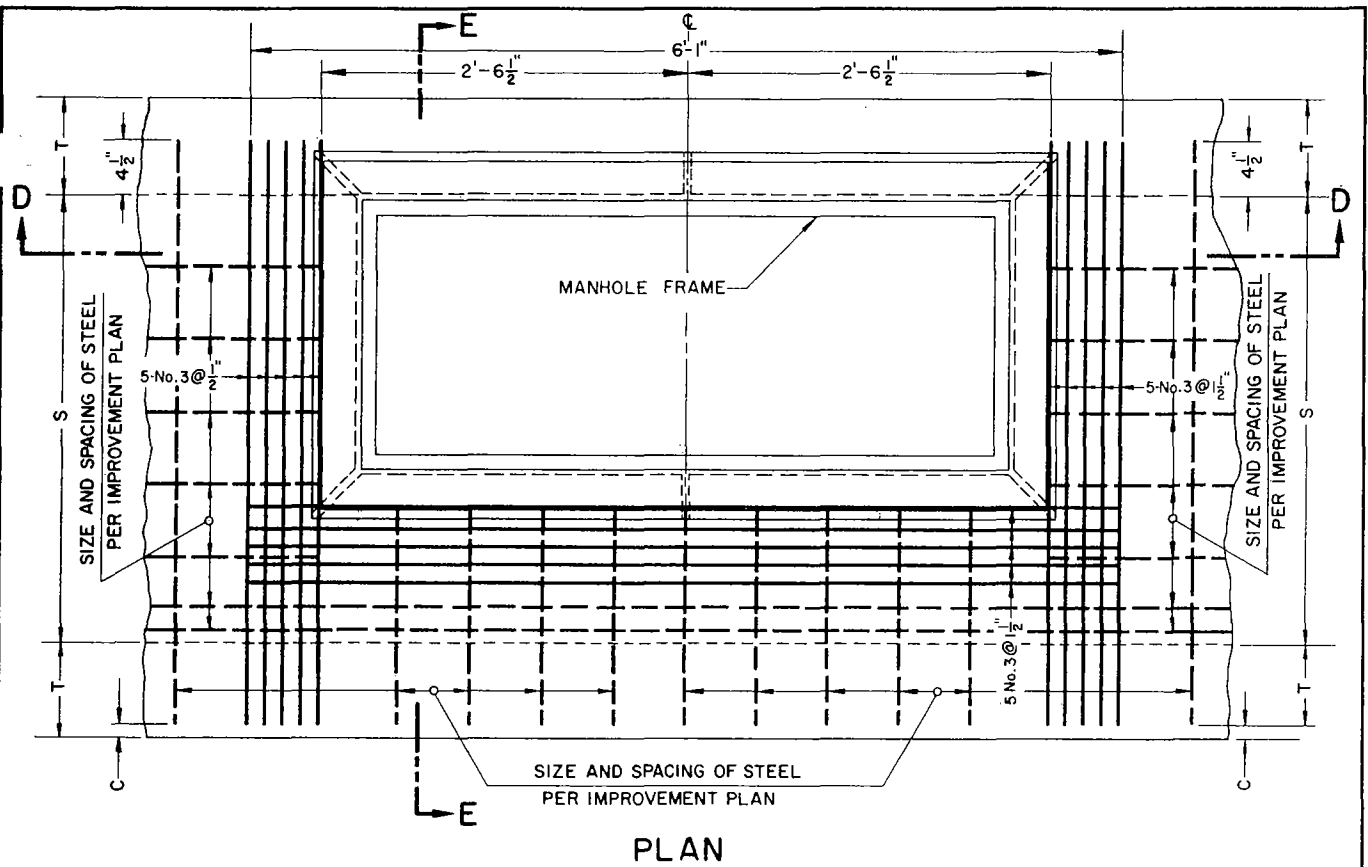 E
℄
6'-1"
2'-6½" 2'-6½"
T T
4½" 4½"
D D
MANHOLE FRAME
SIZE AND SPACING OF STEEL
PER IMPROVEMENT PLAN
SIZE AND SPACING OF STEEL
PER IMPROVEMENT PLAN
5-No.3@½" 5-No.3@1½"
S S
5 No.3@1½"
T T
SIZE AND SPACING OF STEEL
PER IMPROVEMENT PLAN
C C
E
PLAN